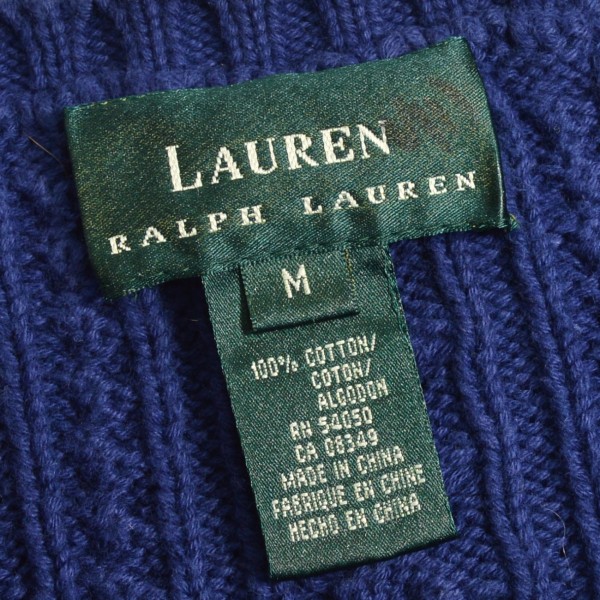 LAUREN
RALPH LAUREN
M
100% COTTON/
COTON/
ALGODON
RN 54050
CA 08349
MADE IN CHINA
FABRIQUE EN CHINE
HECHO EN CHINA